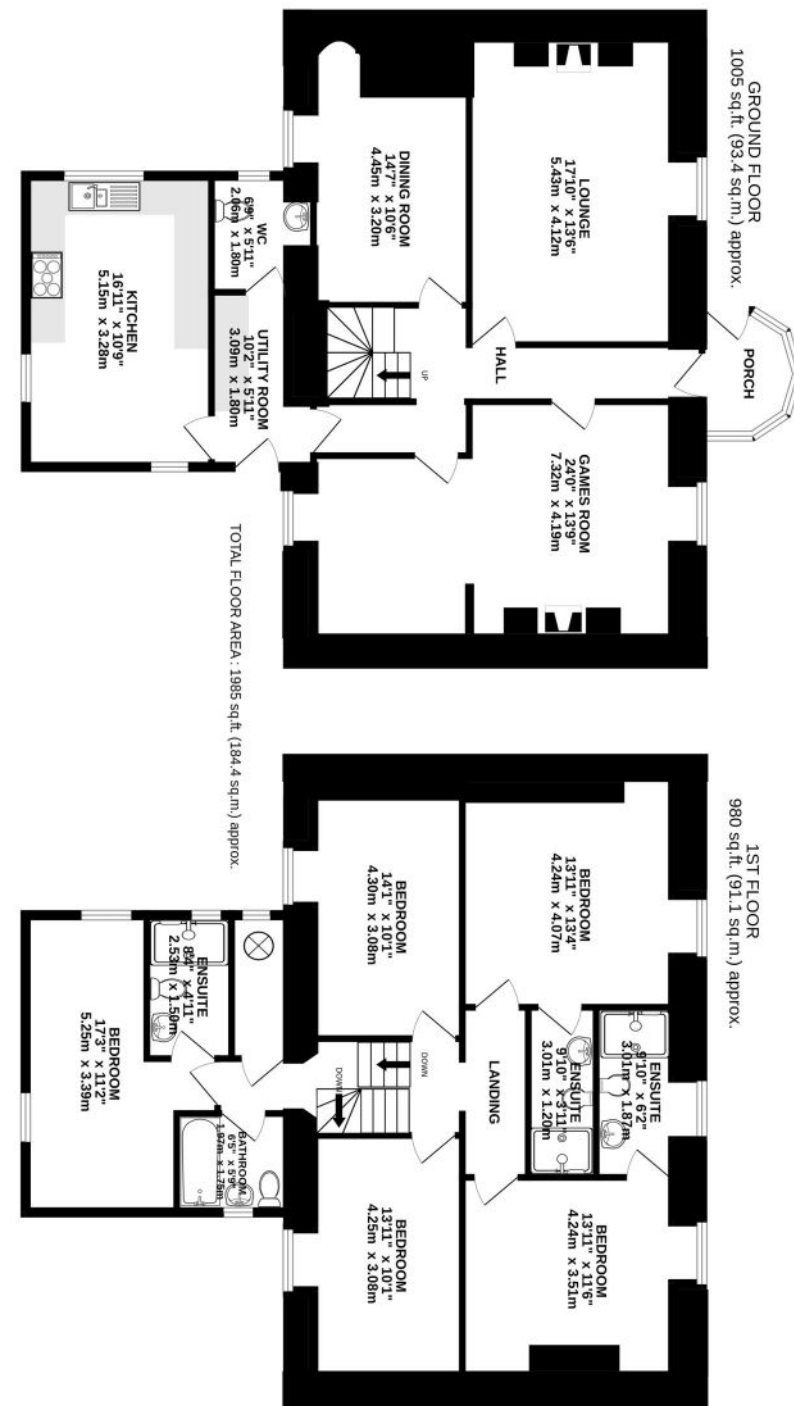 GROUND FLOOR
1005 sq.ft. (93.4 sq.m.) approx.
PORCH
LOUNGE
17'10" x 13'6"
5.43m x 4.12m
HALL
GAMES ROOM
24'0" x 13'9"
7.32m x 4.19m
DINING ROOM
14'7" x 10'6"
4.45m x 3.20m
UP
WC
6'9" x 5'11"
2.06m x 1.80m
UTILITY ROOM
10'2" x 5'11"
3.09m x 1.80m
KITCHEN
16'11" x 10'9"
5.15m x 3.28m
1ST FLOOR
980 sq.ft. (91.1 sq.m.) approx.
BEDROOM
13'11" x 13'4"
4.24m x 4.07m
ENSUITE
9'10" x 6'2"
3.01m x 1.87m
ENSUITE
9'10" x 3'11"
3.01m x 1.20m
BEDROOM
13'11" x 11'6"
4.24m x 3.51m
LANDING
BEDROOM
14'1" x 10'1"
4.30m x 3.08m
DOWN
DOWN
BEDROOM
13'11" x 10'1"
4.25m x 3.08m
ENSUITE
8'4" x 4'11"
2.53m x 1.50m
BATHROOM
6'5" x 5'9"
1.97m x 1.75m
BEDROOM
17'3" x 11'2"
5.25m x 3.39m
TOTAL FLOOR AREA : 1985 sq.ft. (184.4 sq.m.) approx.